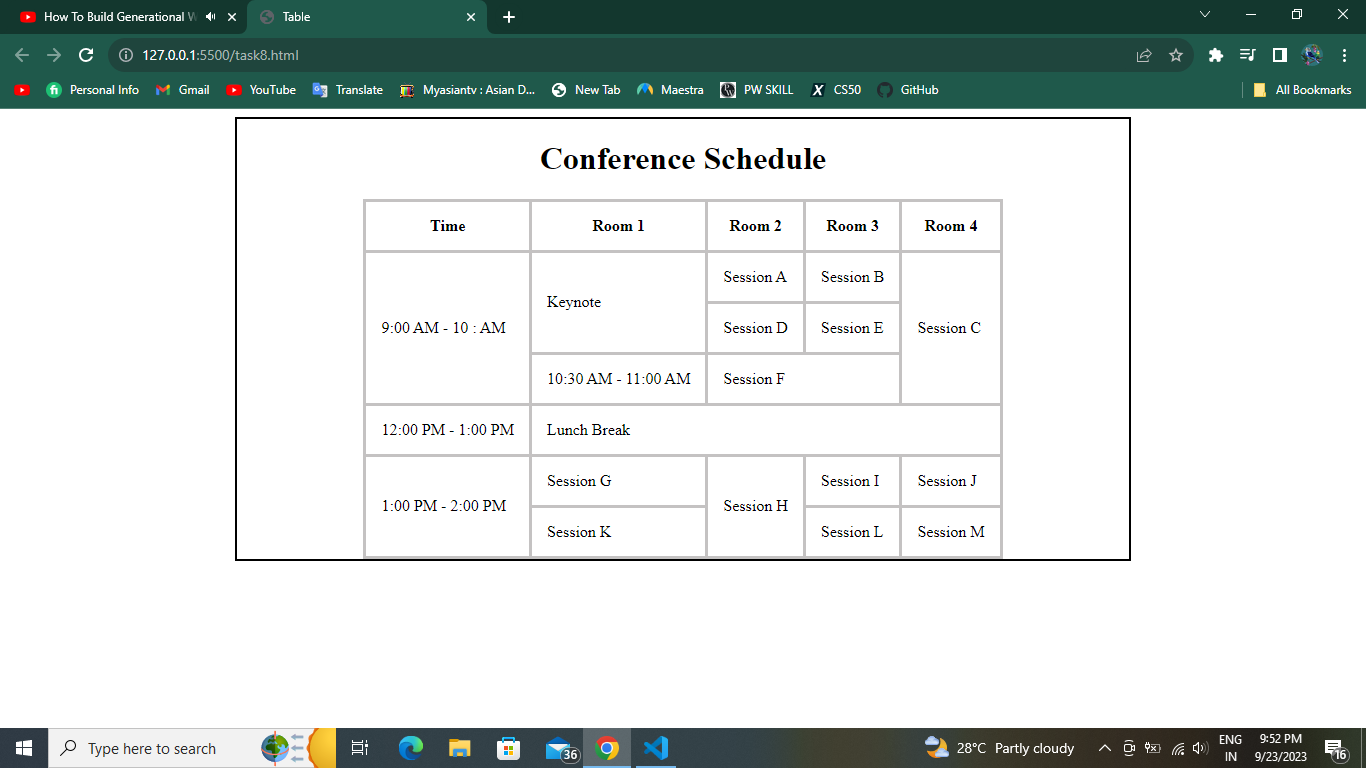 How To Build Generational W
Table
127.0.0.1:5500/task8.html
Personal Info Gmail YouTube Translate Myasiantv : Asian D... New Tab Maestra PW SKILL CS50 GitHub All Bookmarks
Conference Schedule
Time Room 1 Room 2 Room 3 Room 4
9:00 AM - 10 : AM Keynote Session A Session B Session C
Session D Session E
10:30 AM - 11:00 AM Session F
12:00 PM - 1:00 PM Lunch Break
1:00 PM - 2:00 PM Session G Session H Session I Session J
Session K Session L Session M
Type here to search
36
28°C Partly cloudy
ENG
IN
9:52 PM
9/23/2023
16